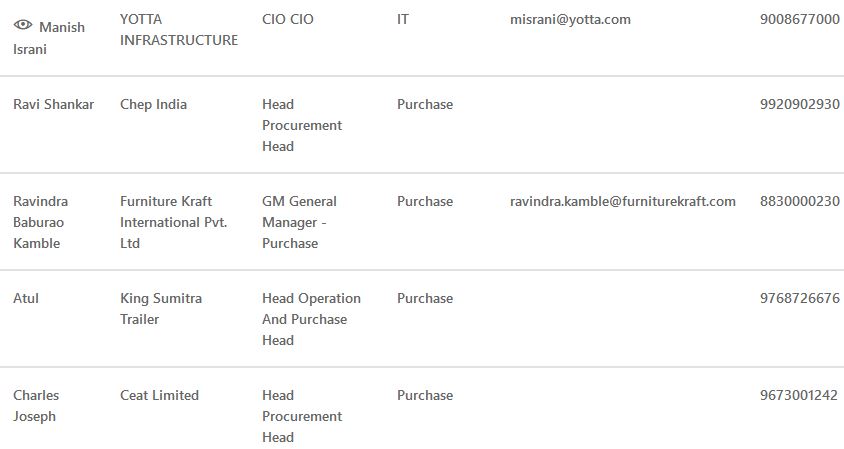 Manish Israni YOTTA INFRASTRUCTURE CIO CIO IT misrani@yotta.com 9008677000
Ravi Shankar Chep India Head Procurement Head Purchase 9920902930
Ravindra Baburao Kamble Furniture Kraft International Pvt. Ltd GM General Manager - Purchase Purchase ravindra.kamble@furniturekraft.com 8830000230
Atul King Sumitra Trailer Head Operation And Purchase Head Purchase 9768726676
Charles Joseph Ceat Limited Head Procurement Head Purchase 9673001242